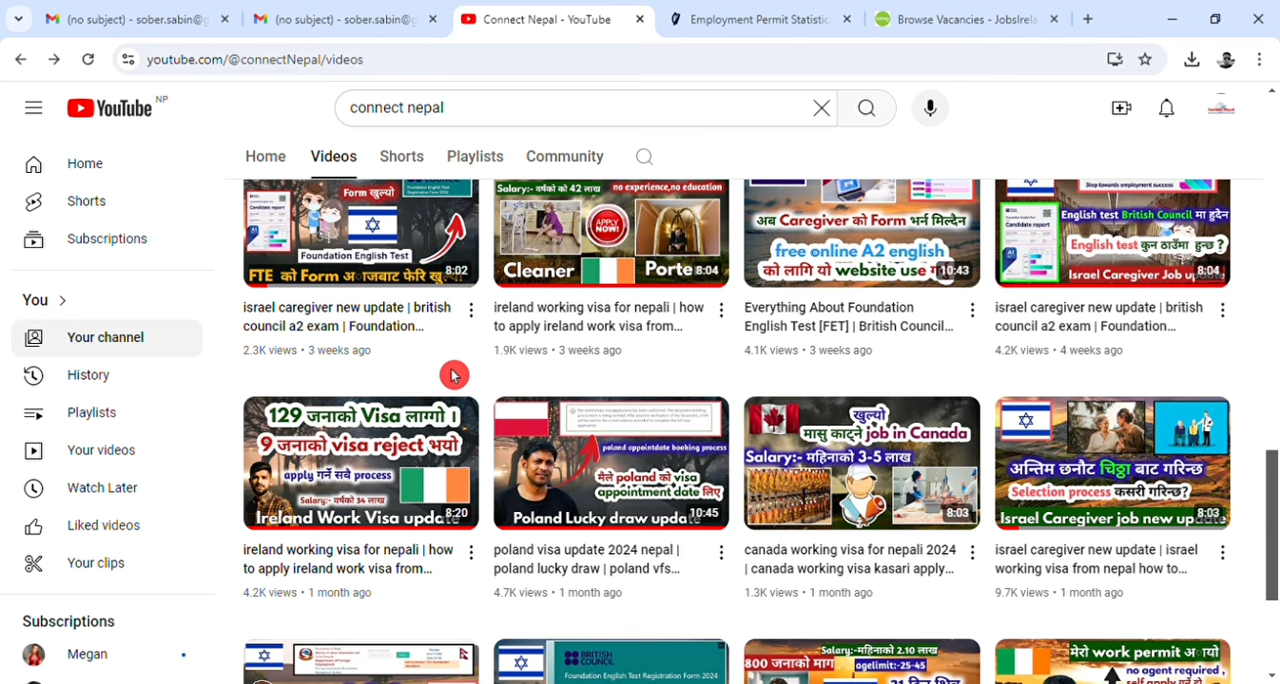 (no subject) - sober.sabin@g
(no subject) - sober.sabin@g
Connect Nepal - YouTube
Employment Permit Statistic
Browse Vacancies - JobsIrela
youtube.com/@connectNepal/videos
YouTube NP
connect nepal
Home Videos Shorts Playlists Community
Home
Shorts
Subscriptions
You
Your channel
History
Playlists
Your videos
Watch Later
Liked videos
Your clips
Subscriptions
Megan
Form खुल्यो
Foundation English Test
FTE को Form आजबाट फेरि
8:02
israel caregiver new update | british
council a2 exam | Foundation...
2.3K views • 3 weeks ago
Salary:- वर्षको 42 लाख no experience,no education
APPLY
NOW!
Cleaner Porte
8:04
ireland working visa for nepali | how
to apply ireland work visa from...
1.9K views • 3 weeks ago
अब Caregiver को Form भर्न मिल्दैन
free online A2 english
को लागि यो website use
10:43
Everything About Foundation
English Test [FET] | British Council...
4.1K views • 3 weeks ago
Step towards employment success
English test British Council मा हुदैन
English test कुन ठाउँमा हुन्छ ?
Israel Caregiver Job up
8:04
israel caregiver new update | british
council a2 exam | Foundation...
4.2K views • 4 weeks ago
129 जनाको Visa लाग्यो ।
9 जनाको visa reject भयो
apply गर्ने सबै process
Salary:- वर्षको 34 लाख
Ireland Work Visa update
8:20
ireland working visa for nepali | how
to apply ireland work visa from...
4.2K views • 1 month ago
poland appointdate booking process
मैले poland को visa
appointment date लिए
Poland Lucky draw updat
10:45
poland visa update 2024 nepal |
poland lucky draw | poland vfs...
4.7K views • 1 month ago
खुल्यो
मासु काट्ने job in Canada
Salary:- महिनाको 3-5 लाख
8:03
canada working visa for nepali 2024
| canada working visa kasari apply...
1.3K views • 1 month ago
अन्तिम छनौट चिठ्ठा बाट गरिन्छ
Selection process कसरी गरिन्छ?
Israel Caregiver job new up
8:03
israel caregiver new update | israel
working visa from nepal how to...
9.7K views • 1 month ago
BRITISH
COUNCIL
Foundation English Test Registration Form 2024
Salary:-महिनाको 2.10 लाख
800 जनाको माग agelimit:-25-45
मेरो work permit आयो
no agent required ,